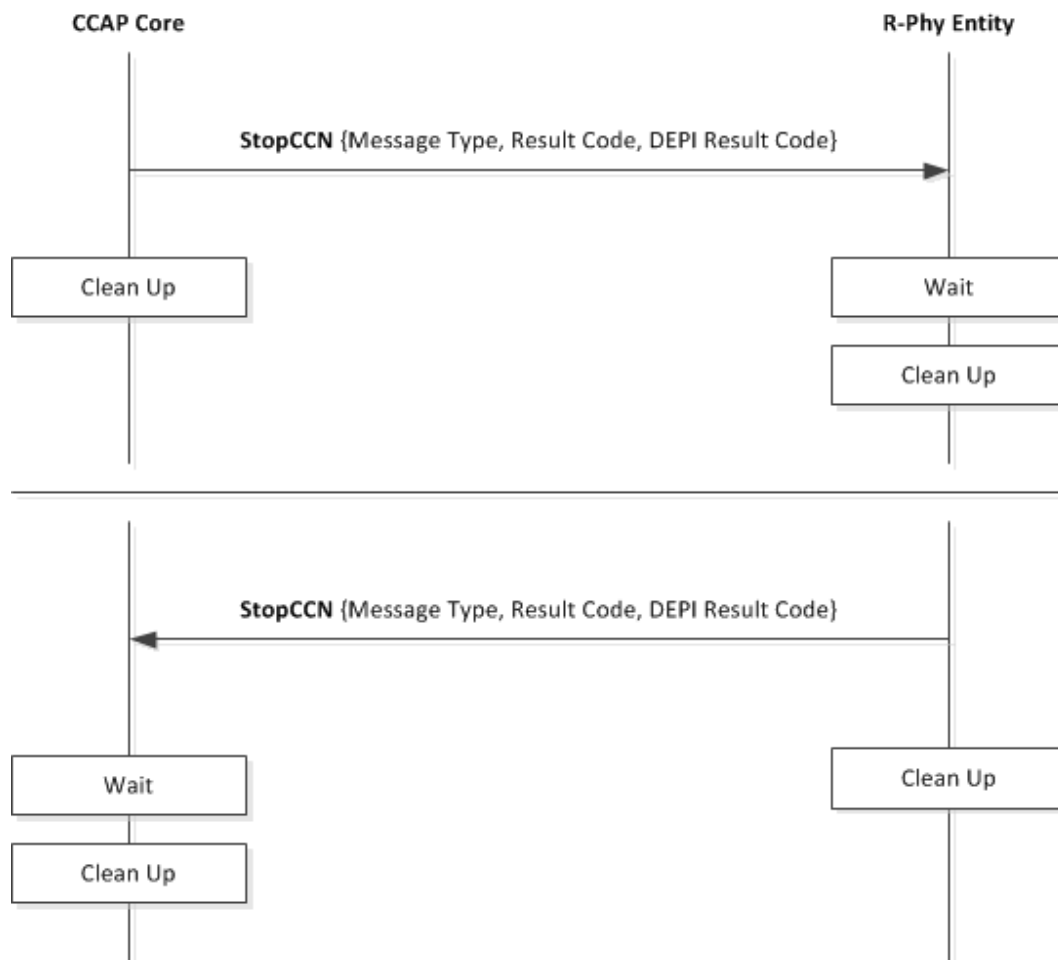 CCAP Core
R-Phy Entity
StopCCN {Message Type, Result Code, DEPI Result Code}
Clean Up
Wait
Clean Up
StopCCN {Message Type, Result Code, DEPI Result Code}
Wait
Clean Up
Clean Up